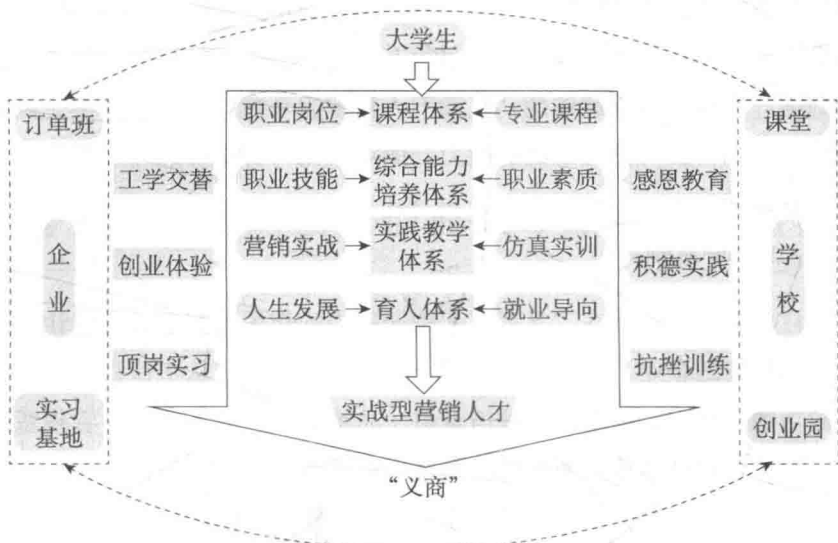 大学生
订单班
职业岗位 课程体系 专业课程
课堂
工学交替
职业技能 综合能力
培养体系 职业素质
感恩教育
企
业
创业体验
营销实战 实践教学
体系 仿真实训
积德实践
学
校
人生发展 育人体系 就业导向
顶岗实习
抗挫训练
实习
基地
实战型营销人才
创业园
“义商”